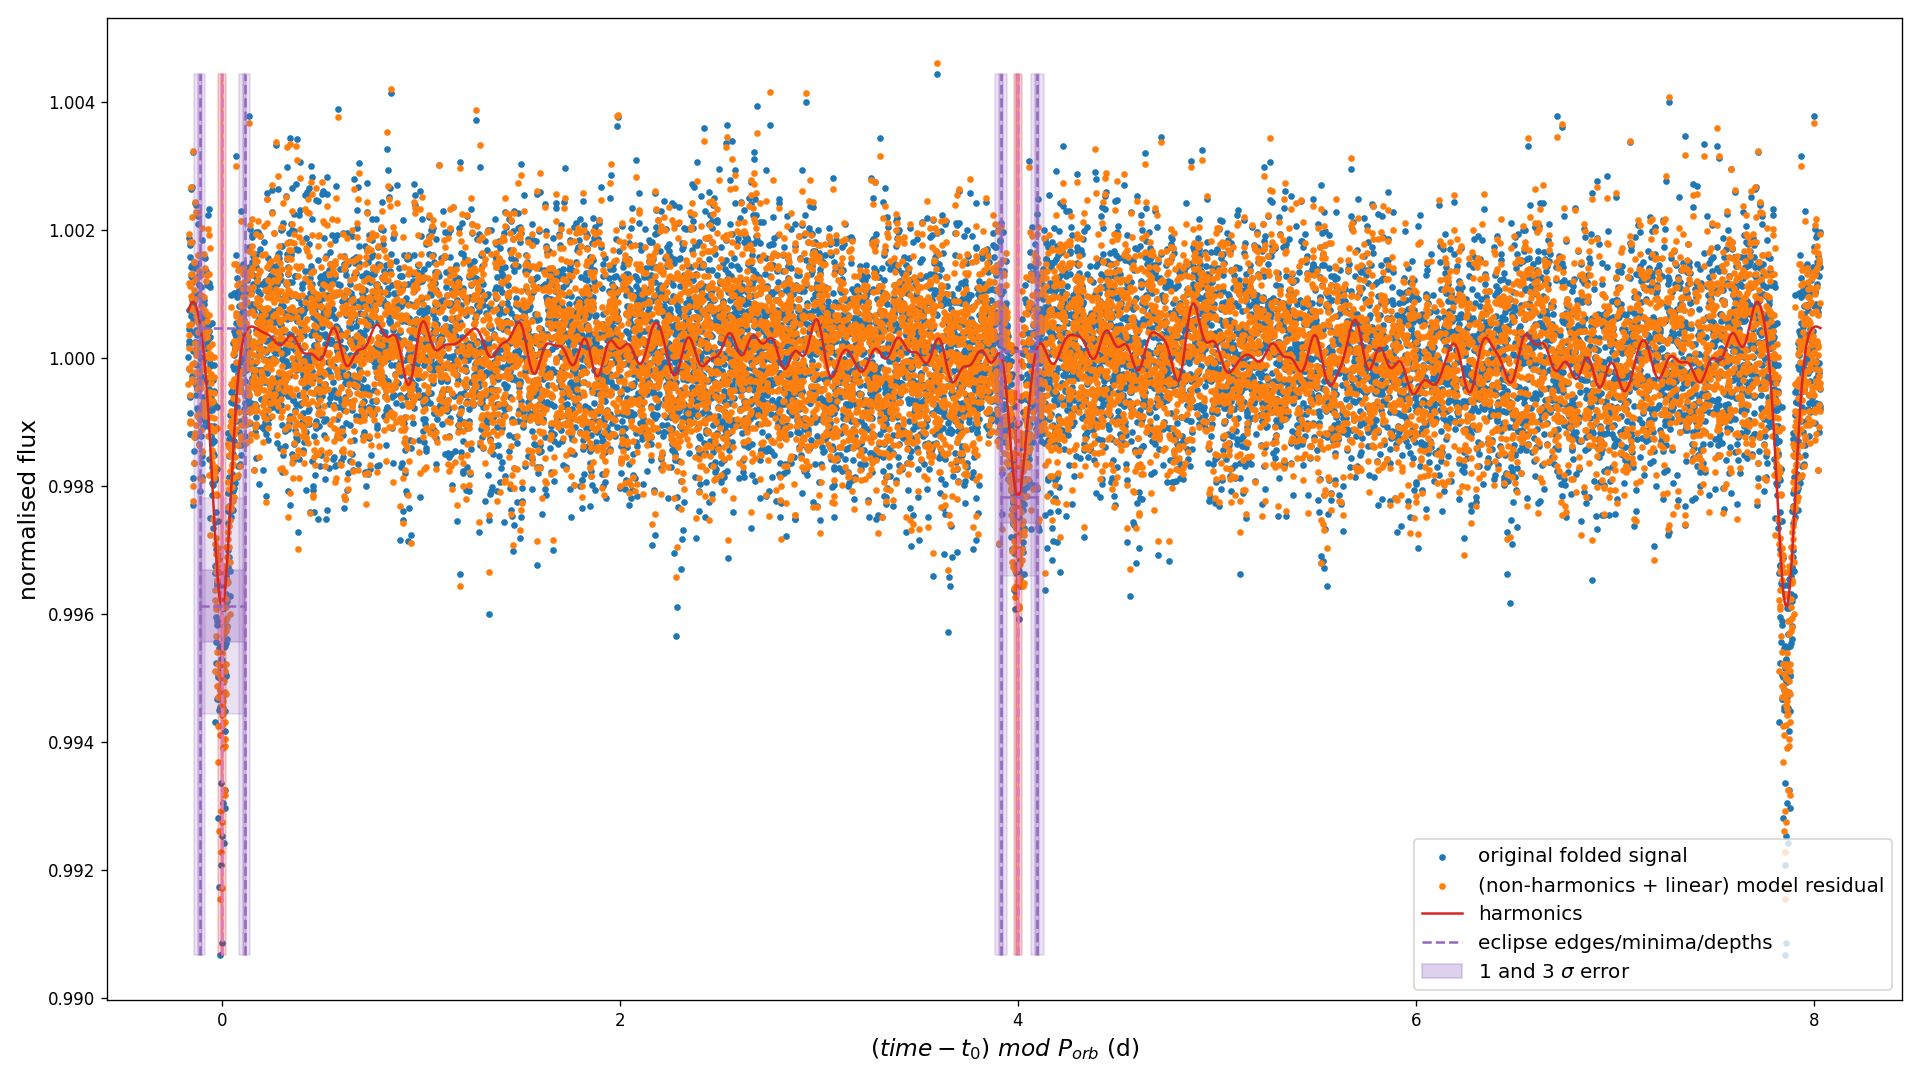 normalised flux
1.004
1.002
1.000
0.998
0.996
0.994
0.992
0.990
0 2 4 6 8
(time − t₀) mod Pₒᵣᵦ (d)
original folded signal
(non-harmonics + linear) model residual
harmonics
eclipse edges/minima/depths
1 and 3 σ error